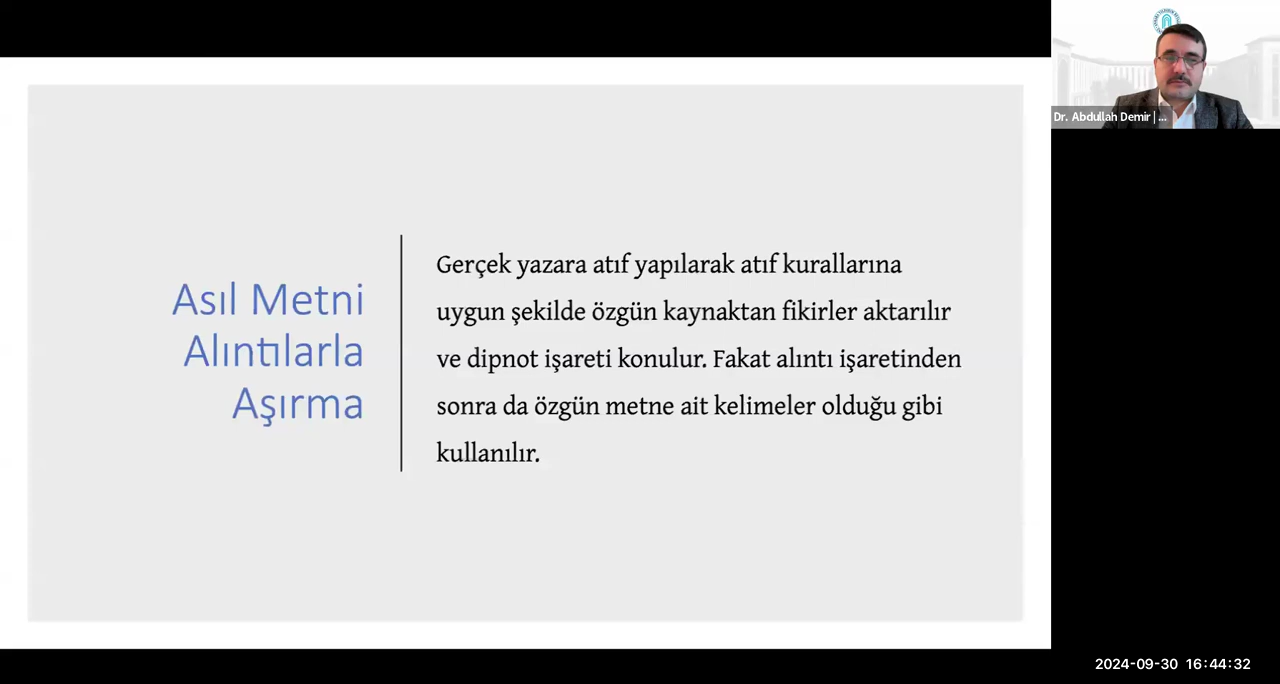 Asıl Metni
Alıntılarla
Aşırma
Gerçek yazara atıf yapılarak atıf kurallarına
uygun şekilde özgün kaynaktan fikirler aktarılır
ve dipnot işareti konulur. Fakat alıntı işaretinden
sonra da özgün metne ait kelimeler olduğu gibi
kullanılır.
Dr. Abdullah Demir | ...
2024-09-30 16:44:32